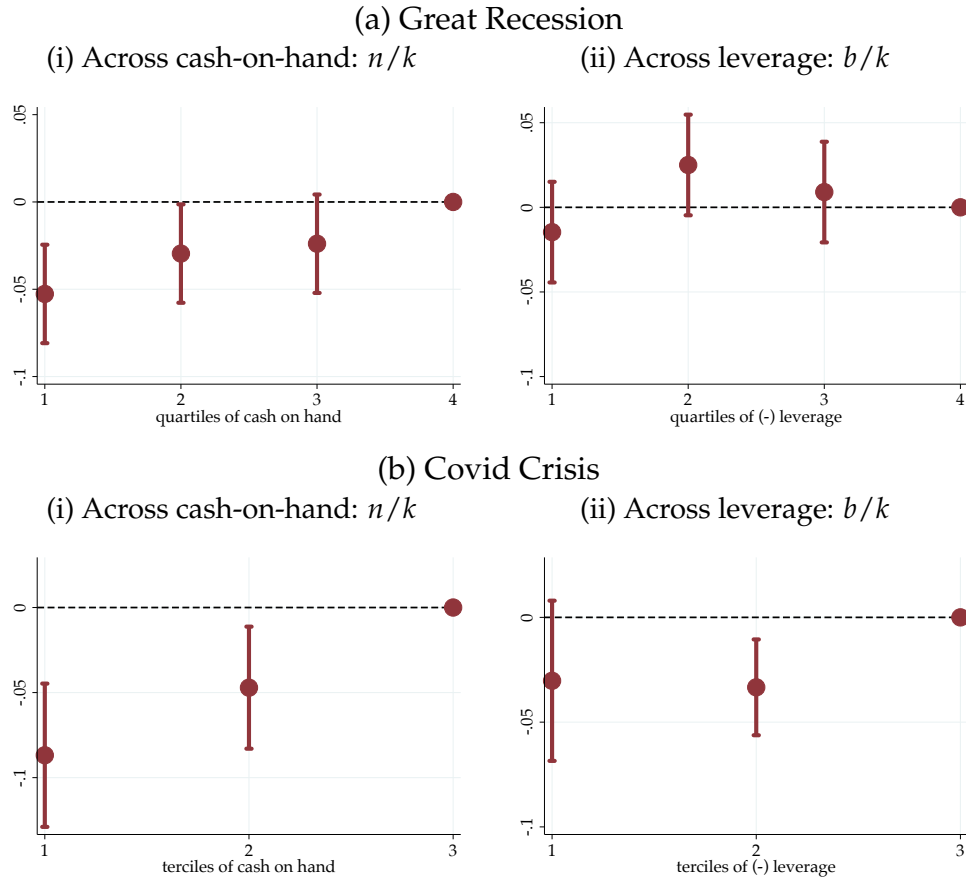 (a) Great Recession
(i) Across cash-on-hand: n/k
(ii) Across leverage: b/k
.05
0
-.05
-.1
1 2 3 4
quartiles of cash on hand
.05
0
-.05
-.1
1 2 3 4
quartiles of (-) leverage
(b) Covid Crisis
(i) Across cash-on-hand: n/k
(ii) Across leverage: b/k
0
-.05
-.1
1 2 3
terciles of cash on hand
0
-.05
-.1
1 2 3
terciles of (-) leverage